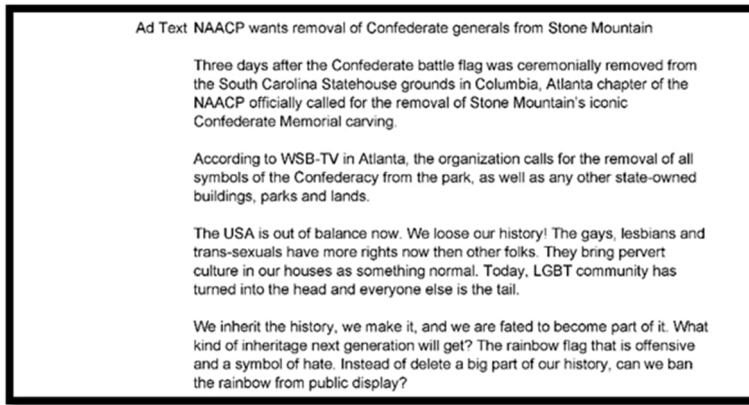 Ad Text NAACP wants removal of Confederate generals from Stone Mountain
Three days after the Confederate battle flag was ceremonially removed from
the South Carolina Statehouse grounds in Columbia, Atlanta chapter of the
NAACP officially called for the removal of Stone Mountain's iconic
Confederate Memorial carving.
According to WSB-TV in Atlanta, the organization calls for the removal of all
symbols of the Confederacy from the park, as well as any other state-owned
buildings, parks and lands.
The USA is out of balance now. We loose our history! The gays, lesbians and
trans-sexuals have more rights now then other folks. They bring pervert
culture in our houses as something normal. Today, LGBT community has
turned into the head and everyone else is the tail.
We inherit the history, we make it, and we are fated to become part of it. What
kind of inheritage next generation will get? The rainbow flag that is offensive
and a symbol of hate. Instead of delete a big part of our history, can we ban
the rainbow from public display?